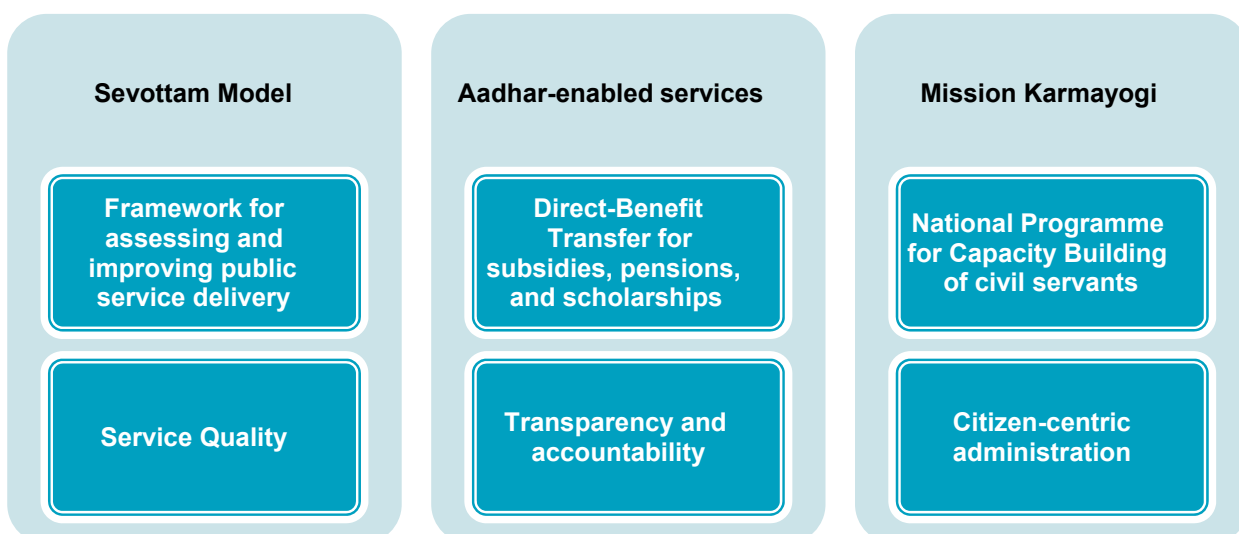 Sevottam Model
Framework for
assessing and
improving public
service delivery
Service Quality
Aadhar-enabled services
Direct-Benefit
Transfer for
subsidies, pensions,
and scholarships
Transparency and
accountability
Mission Karmayogi
National Programme
for Capacity Building
of civil servants
Citizen-centric
administration